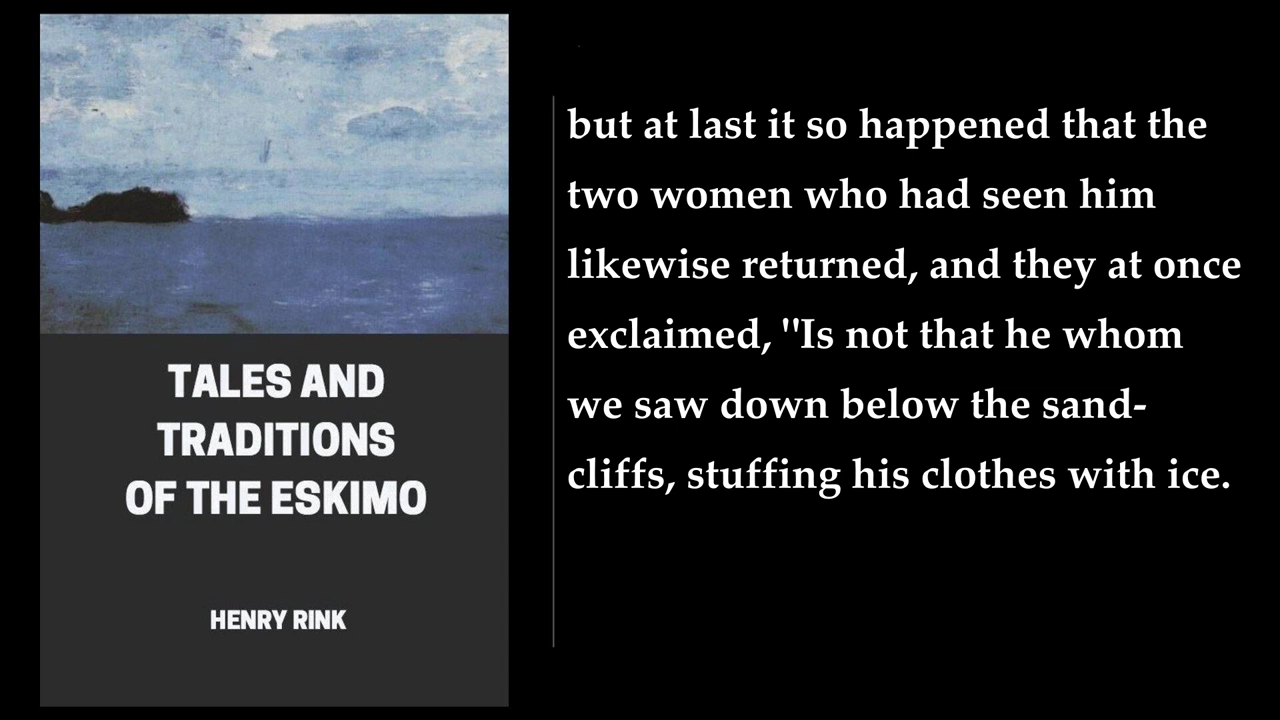 TALES AND
TRADITIONS
OF THE ESKIMO
HENRY RINK
but at last it so happened that the
two women who had seen him
likewise returned, and they at once
exclaimed, "Is not that he whom
we saw down below the sand-
cliffs, stuffing his clothes with ice.